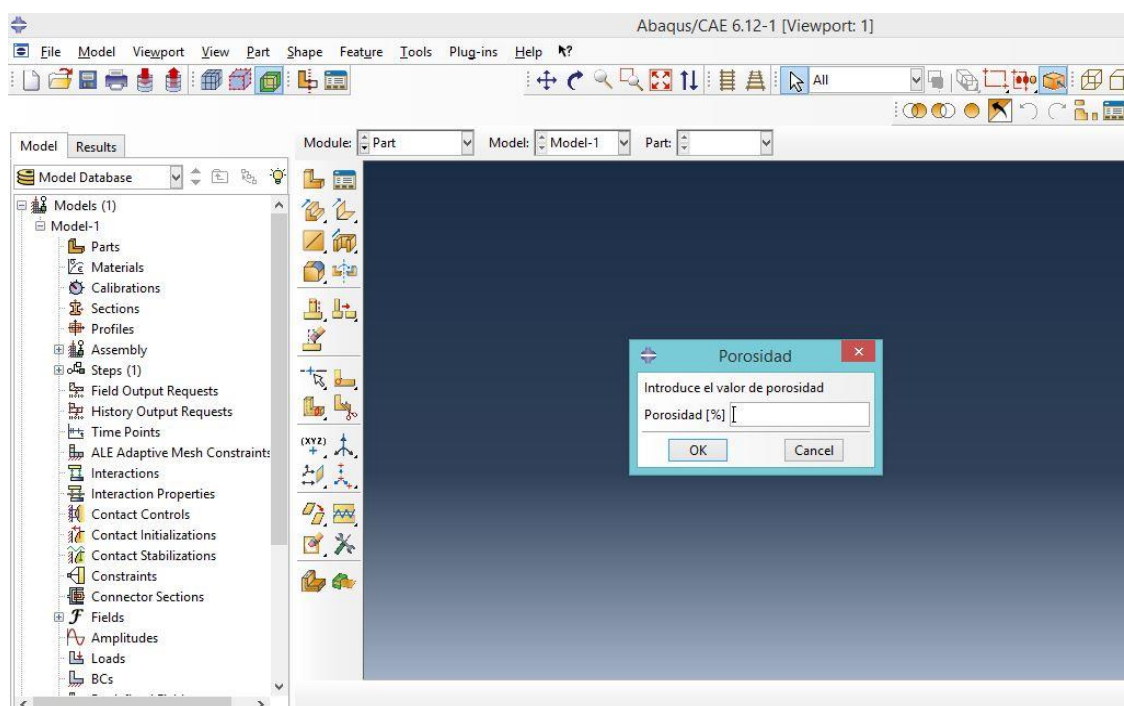 Abaqus/CAE 6.12-1 [Viewport: 1]
File Model Viewport View Part Shape Feature Tools Plug-ins Help
All
Model Results
Module: Part Model: Model-1 Part:
Model Database
Models (1)
Model-1
Parts
Materials
Calibrations
Sections
Profiles
Assembly
Steps (1)
Field Output Requests
History Output Requests
Time Points
ALE Adaptive Mesh Constraints
Interactions
Interaction Properties
Contact Controls
Contact Initializations
Contact Stabilizations
Constraints
Connector Sections
Fields
Amplitudes
Loads
BCs
(XYZ)
Porosidad
Introduce el valor de porosidad
Porosidad [%]
OK Cancel